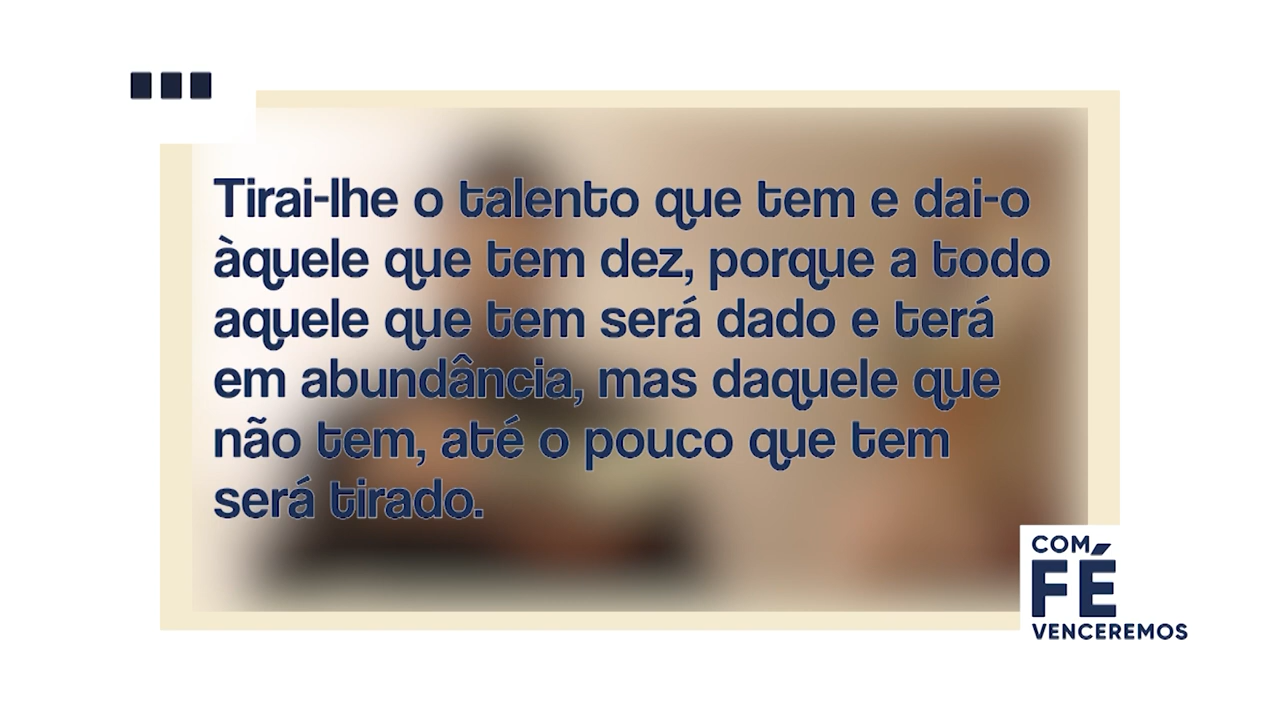 Tirai-lhe o talento que tem e dai-o
àquele que tem dez, porque a todo
aquele que tem será dado e terá
em abundância, mas daquele que
não tem, até o pouco que tem
será tirado.
COM
FÉ
VENCEREMOS